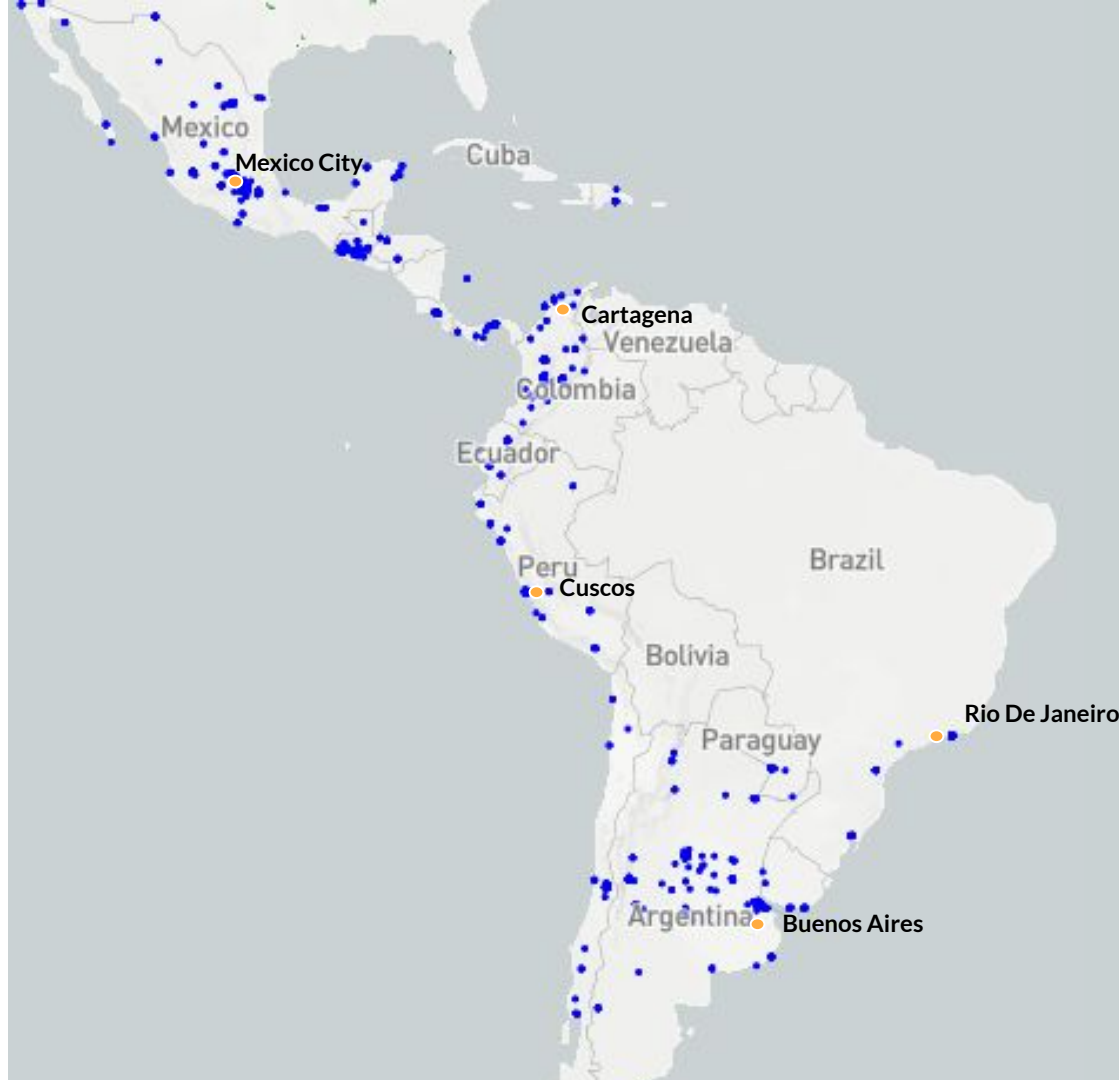 Mexico
Mexico City
Cuba
Cartagena
Venezuela
Colombia
Ecuador
Brazil
Peru
Cuscos
Bolivia
Rio De Janeiro
Paraguay
Argentina
Buenos Aires